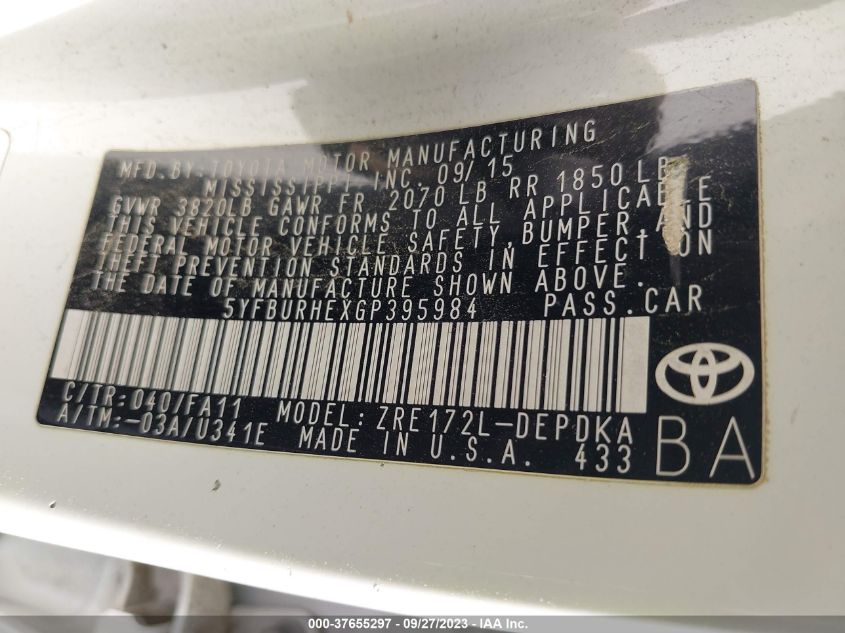 MFD.BY:TOYOTA MOTOR MANUFACTURING
MISSISSIPPI INC. 09/15
GVWR 3820LB GAWR FR 2070 LB RR 1850 LB
THIS VEHICLE CONFORMS TO ALL APPLICABLE
FEDERAL MOTOR VEHICLE SAFETY,BUMPER,AND
THEFT PREVENTION STANDARDS IN EFFECT ON
THE DATE OF MANUFACTURE SHOWN ABOVE.
5YFBURHEXGP395984 PASS.CAR
C/TR:040/FA11 MODEL:ZRE172L-DEPDKA
A/TM:-03A/U341E MADE IN U.S.A. 433
BA
000-37655297 - 09/27/2023 - IAA Inc.